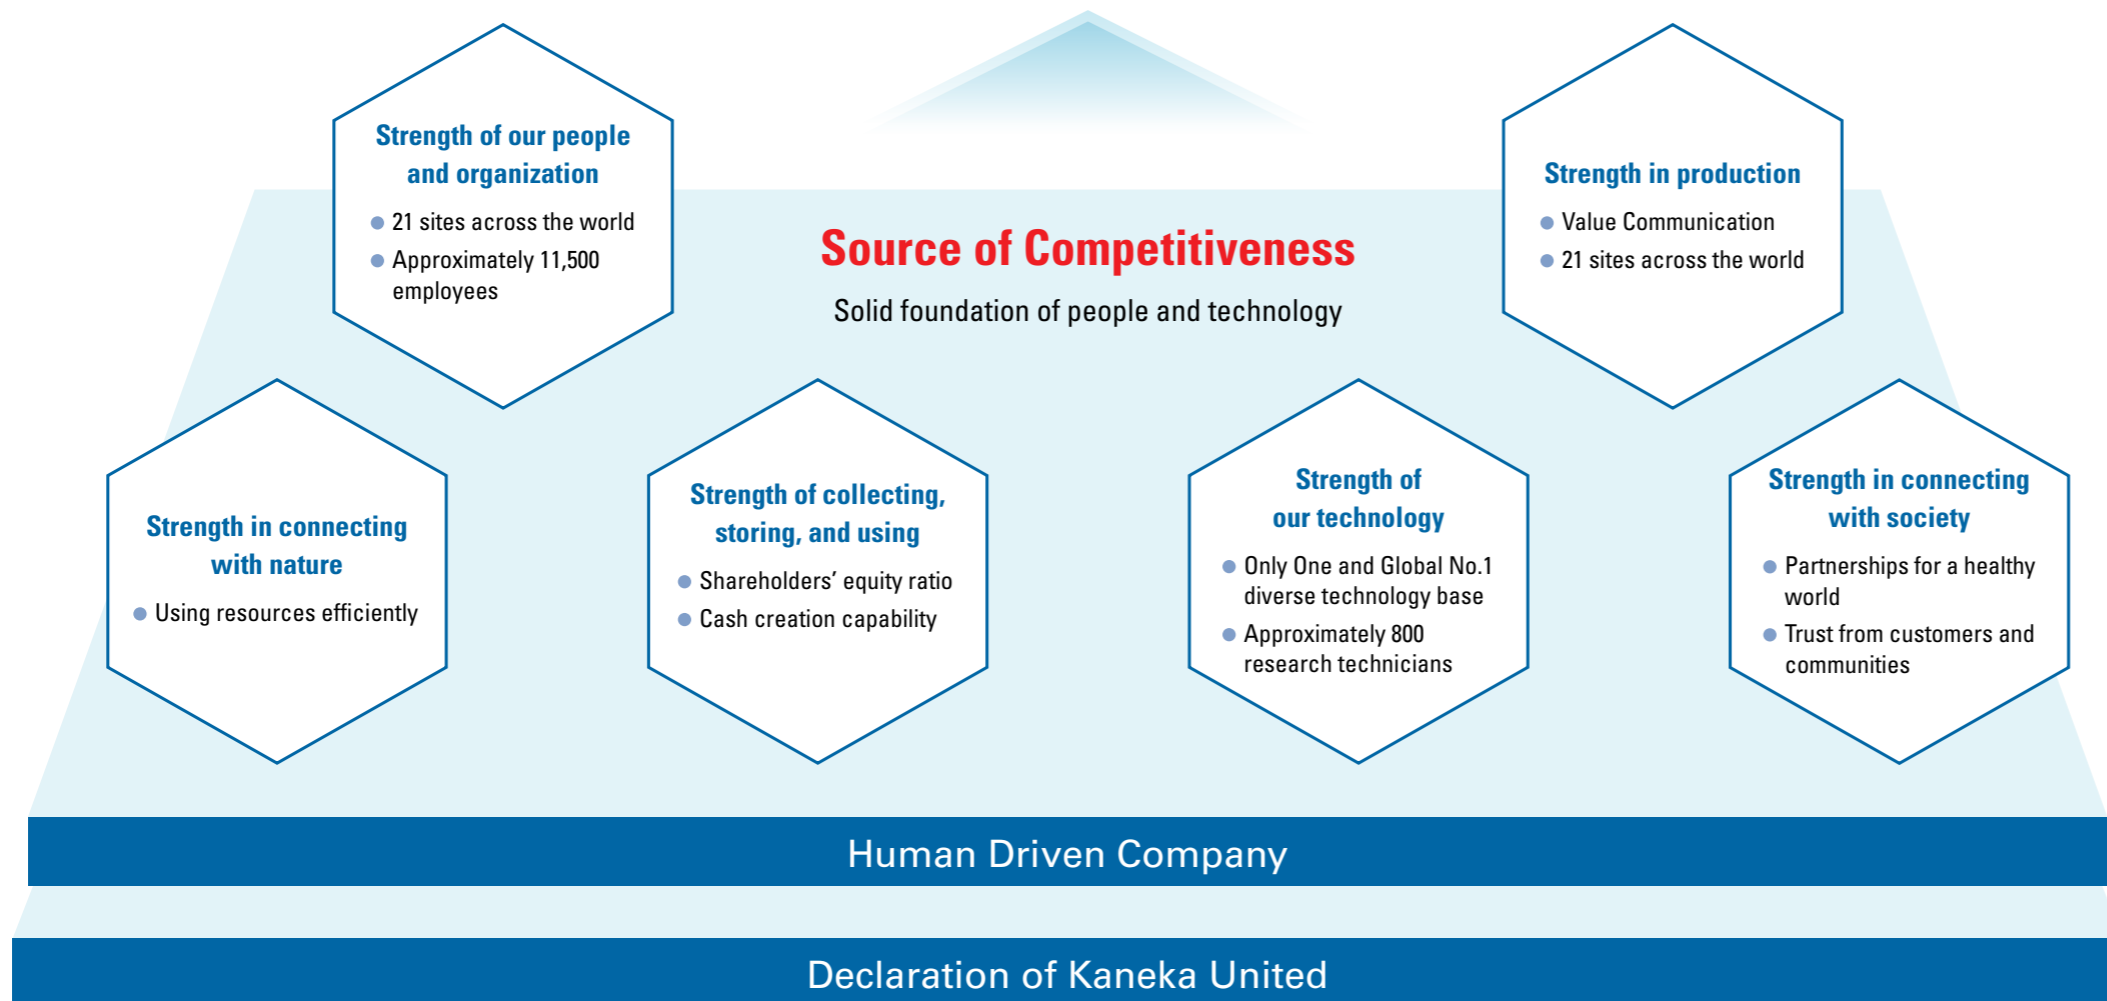 Strength of our people
and organization
● 21 sites across the world
● Approximately 11,500
employees
Source of Competitiveness
Solid foundation of people and technology
Strength in production
● Value Communication
● 21 sites across the world
Strength in connecting
with nature
● Using resources efficiently
Strength of collecting,
storing, and using
● Shareholders’ equity ratio
● Cash creation capability
Strength of
our technology
● Only One and Global No.1
diverse technology base
● Approximately 800
research technicians
Strength in connecting
with society
● Partnerships for a healthy
world
● Trust from customers and
communities
Human Driven Company
Declaration of Kaneka United